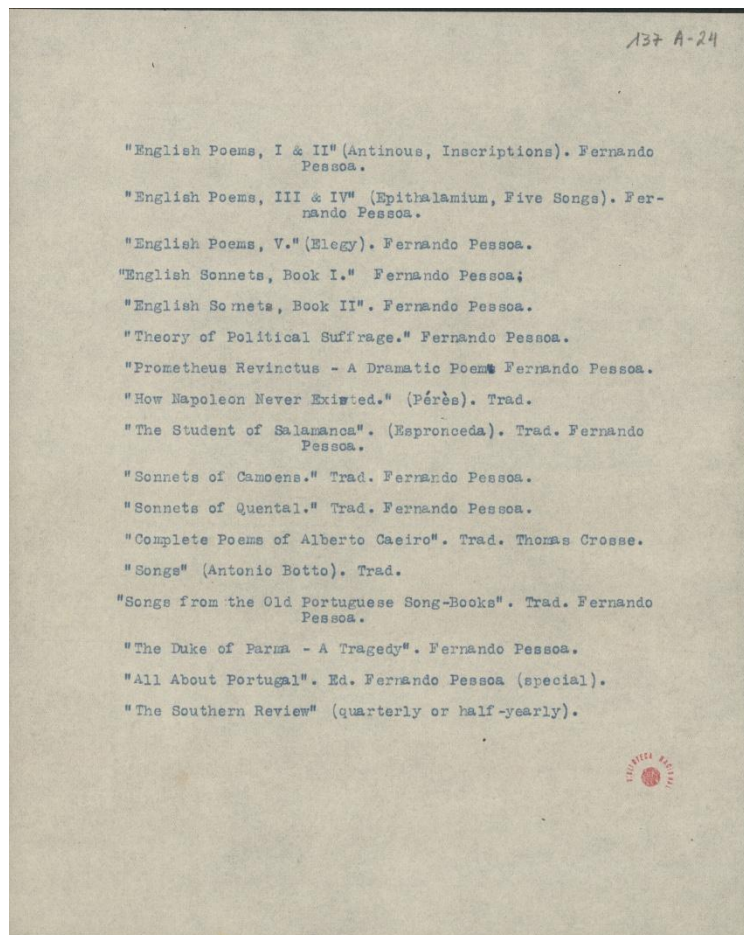 137 A-24
"English Poems, I & II" (Antinous, Inscriptions). Fernando
Pessoa.
"English Poems, III & IV" (Epithalamium, Five Songs). Fer-
nando Pessoa.
"English Poems, V." (Elegy). Fernando Pessoa.
"English Sonnets, Book I." Fernando Pessoa;
"English Sonnets, Book II". Fernando Pessoa.
"Theory of Political Suffrage." Fernando Pessoa.
"Prometheus Revinctus - A Dramatic Poem" Fernando Pessoa.
"How Napoleon Never Existed." (Pérès). Trad.
"The Student of Salamanca". (Espronceda). Trad. Fernando
Pessoa.
"Sonnets of Camoens." Trad. Fernando Pessoa.
"Sonnets of Quental." Trad. Fernando Pessoa.
"Complete Poems of Alberto Caeiro". Trad. Thomas Crosse.
"Songs" (Antonio Botto). Trad.
"Songs from the Old Portuguese Song-Books". Trad. Fernando
Pessoa.
"The Duke of Parma - A Tragedy". Fernando Pessoa.
"All About Portugal". Ed. Fernando Pessoa (special).
"The Southern Review" (quarterly or half-yearly).
BIBLIOTECA NACIONAL